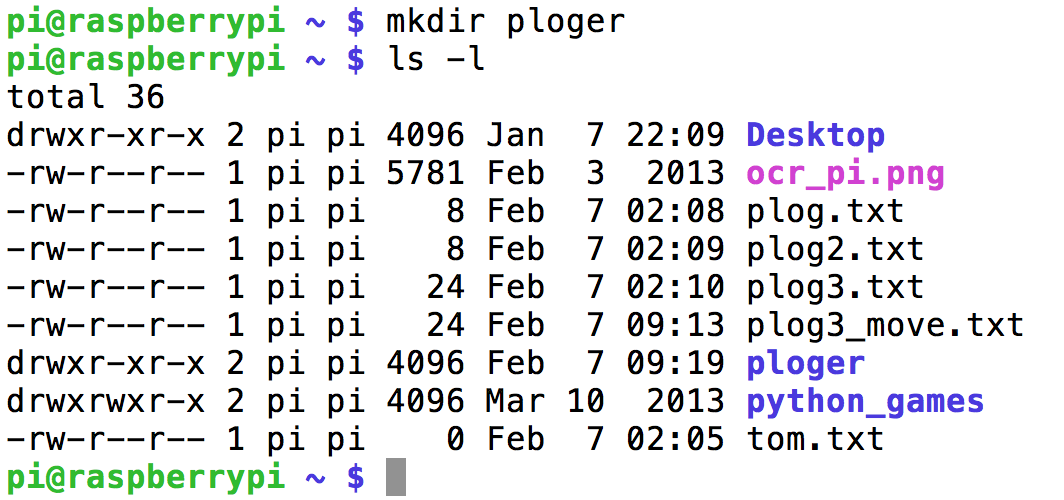 pi@raspberrypi ~ $ mkdir ploger
pi@raspberrypi ~ $ ls -l
total 36
drwxr-xr-x 2 pi pi 4096 Jan  7 22:09 Desktop
-rw-r--r-- 1 pi pi 5781 Feb  3  2013 ocr_pi.png
-rw-r--r-- 1 pi pi    8 Feb  7 02:08 plog.txt
-rw-r--r-- 1 pi pi    8 Feb  7 02:09 plog2.txt
-rw-r--r-- 1 pi pi   24 Feb  7 02:10 plog3.txt
-rw-r--r-- 1 pi pi   24 Feb  7 09:13 plog3_move.txt
drwxr-xr-x 2 pi pi 4096 Feb  7 09:19 ploger
drwxrwxr-x 2 pi pi 4096 Mar 10  2013 python_games
-rw-r--r-- 1 pi pi    0 Feb  7 02:05 tom.txt
pi@raspberrypi ~ $